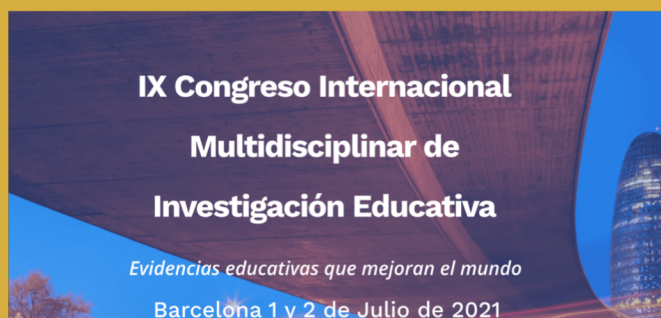 IX Congreso Internacional
Multidisciplinar de
Investigación Educativa
Evidencias educativas que mejoran el mundo
Barcelona 1 y 2 de Julio de 2021